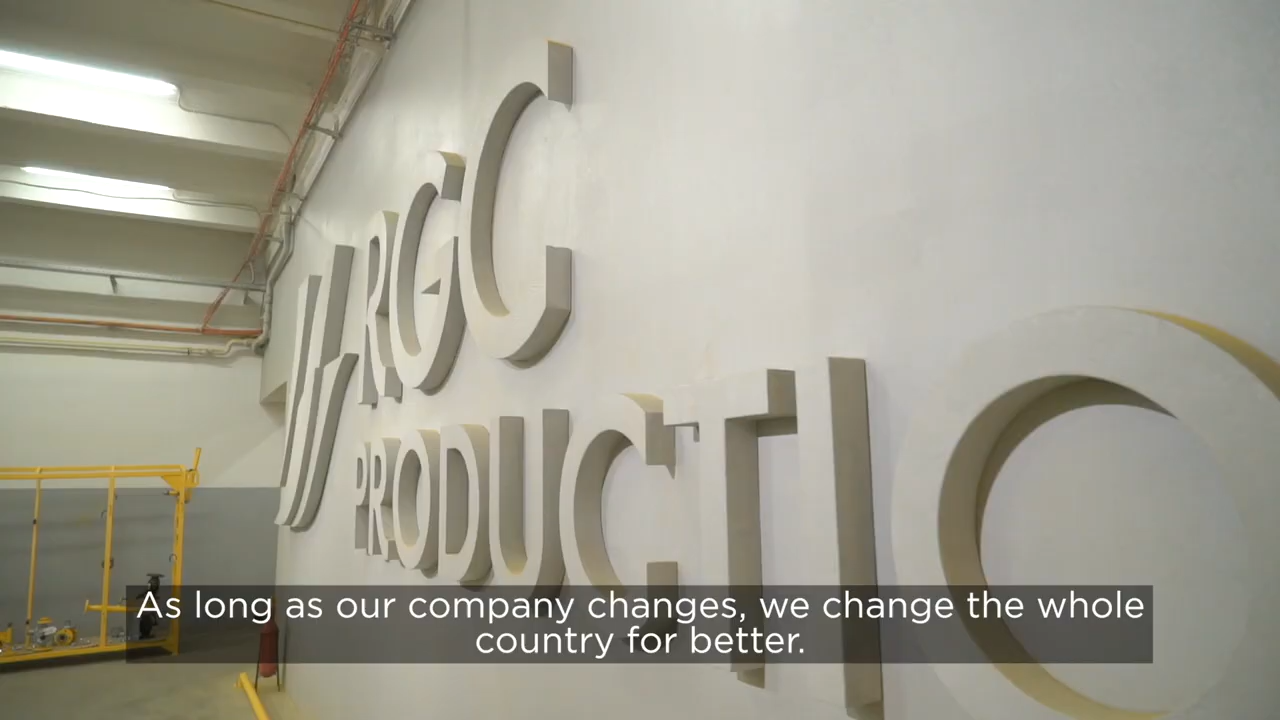 RGC
PRODUCTIO
As long as our company changes, we change the whole
country for better.